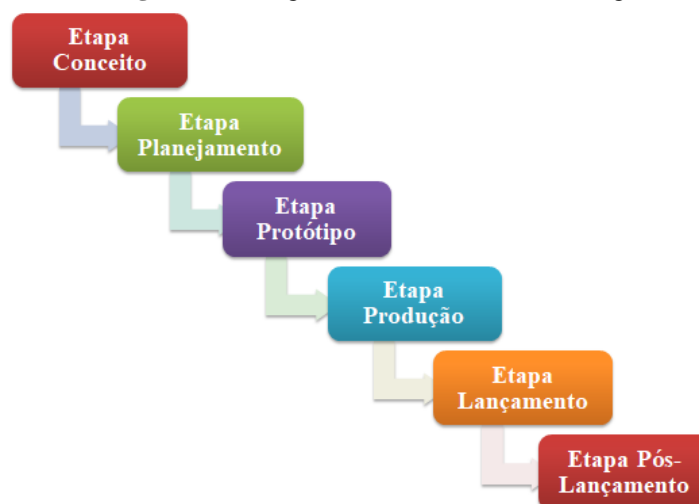 Etapa
Conceito
Etapa
Planejamento
Etapa
Protótipo
Etapa
Produção
Etapa
Lançamento
Etapa Pós-
Lançamento